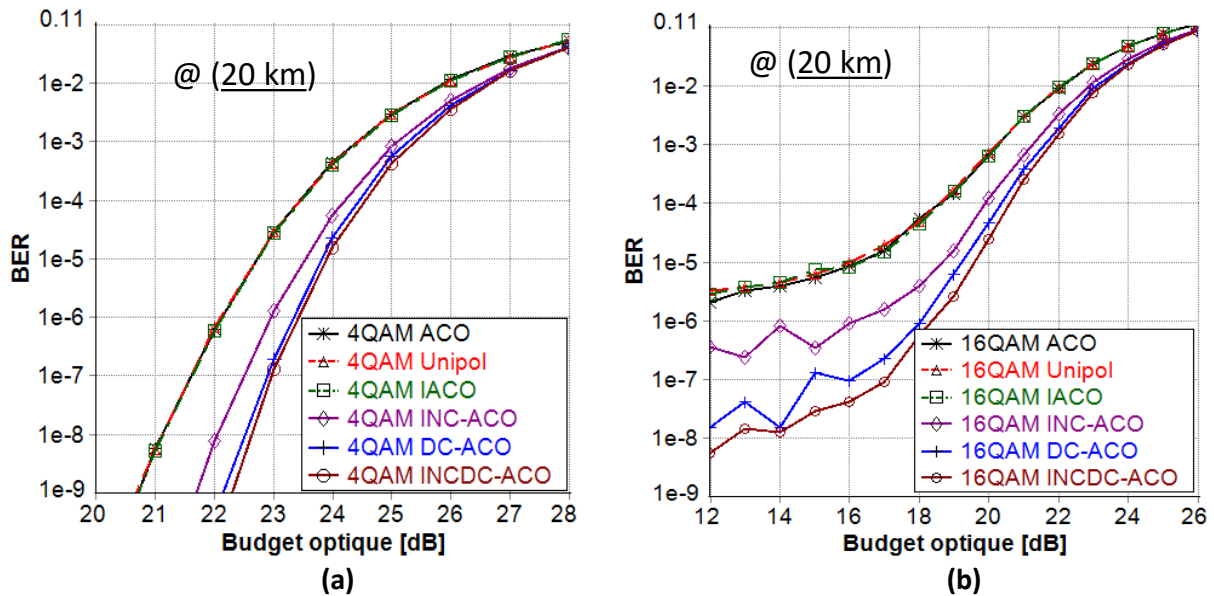 0.11
@ (20 km)
1e-2
1e-3
1e-4
1e-5
1e-6
1e-7
1e-8
1e-9
BER
4QAM ACO
4QAM Unipol
4QAM IACO
4QAM INC-ACO
4QAM DC-ACO
4QAM INCDC-ACO
20 21 22 23 24 25 26 27 28
Budget optique [dB]
(a)
0.11
@ (20 km)
1e-2
1e-3
1e-4
1e-5
1e-6
1e-7
1e-8
1e-9
BER
16QAM ACO
16QAM Unipol
16QAM IACO
16QAM INC-ACO
16QAM DC-ACO
16QAM INCDC-ACO
12 14 16 18 20 22 24 26
Budget optique [dB]
(b)